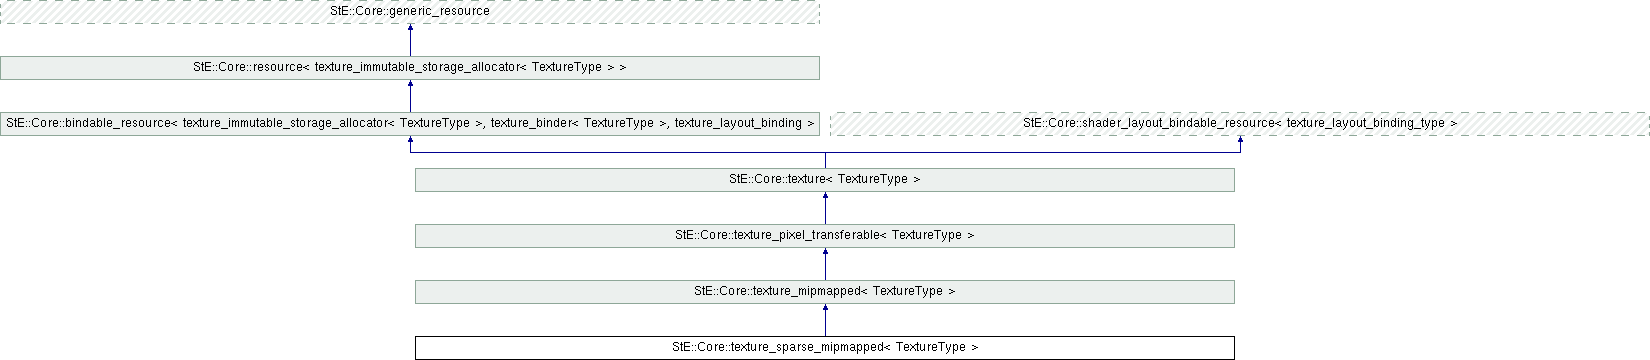 StE::Core::generic_resource
StE::Core::resource< texture_immutable_storage_allocator< TextureType > >
StE::Core::bindable_resource< texture_immutable_storage_allocator< TextureType >, texture_binder< TextureType >, texture_layout_binding >
StE::Core::shader_layout_bindable_resource< texture_layout_binding_type >
StE::Core::texture< TextureType >
StE::Core::texture_pixel_transferable< TextureType >
StE::Core::texture_mipmapped< TextureType >
StE::Core::texture_sparse_mipmapped< TextureType >